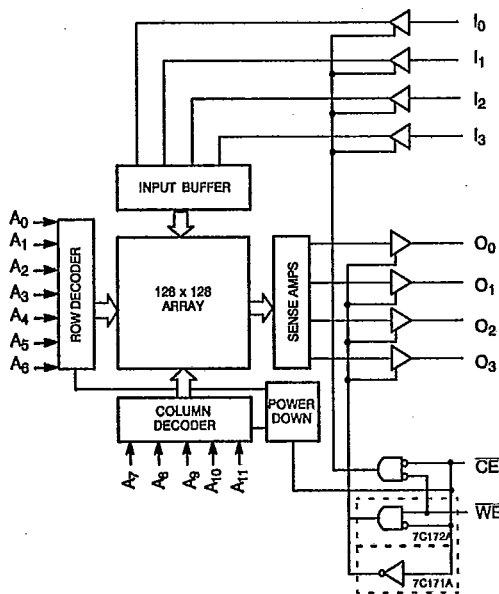 I0
I1
I2
I3
INPUT BUFFER
A0
A1
A2
A3
A4
A5
A6
ROW DECODER
128 x 128
ARRAY
SENSE AMPS
O0
O1
O2
O3
COLUMN
DECODER
POWER
DOWN
A7
A8
A9
A10
A11
CE
WE
7C172A
7C171A